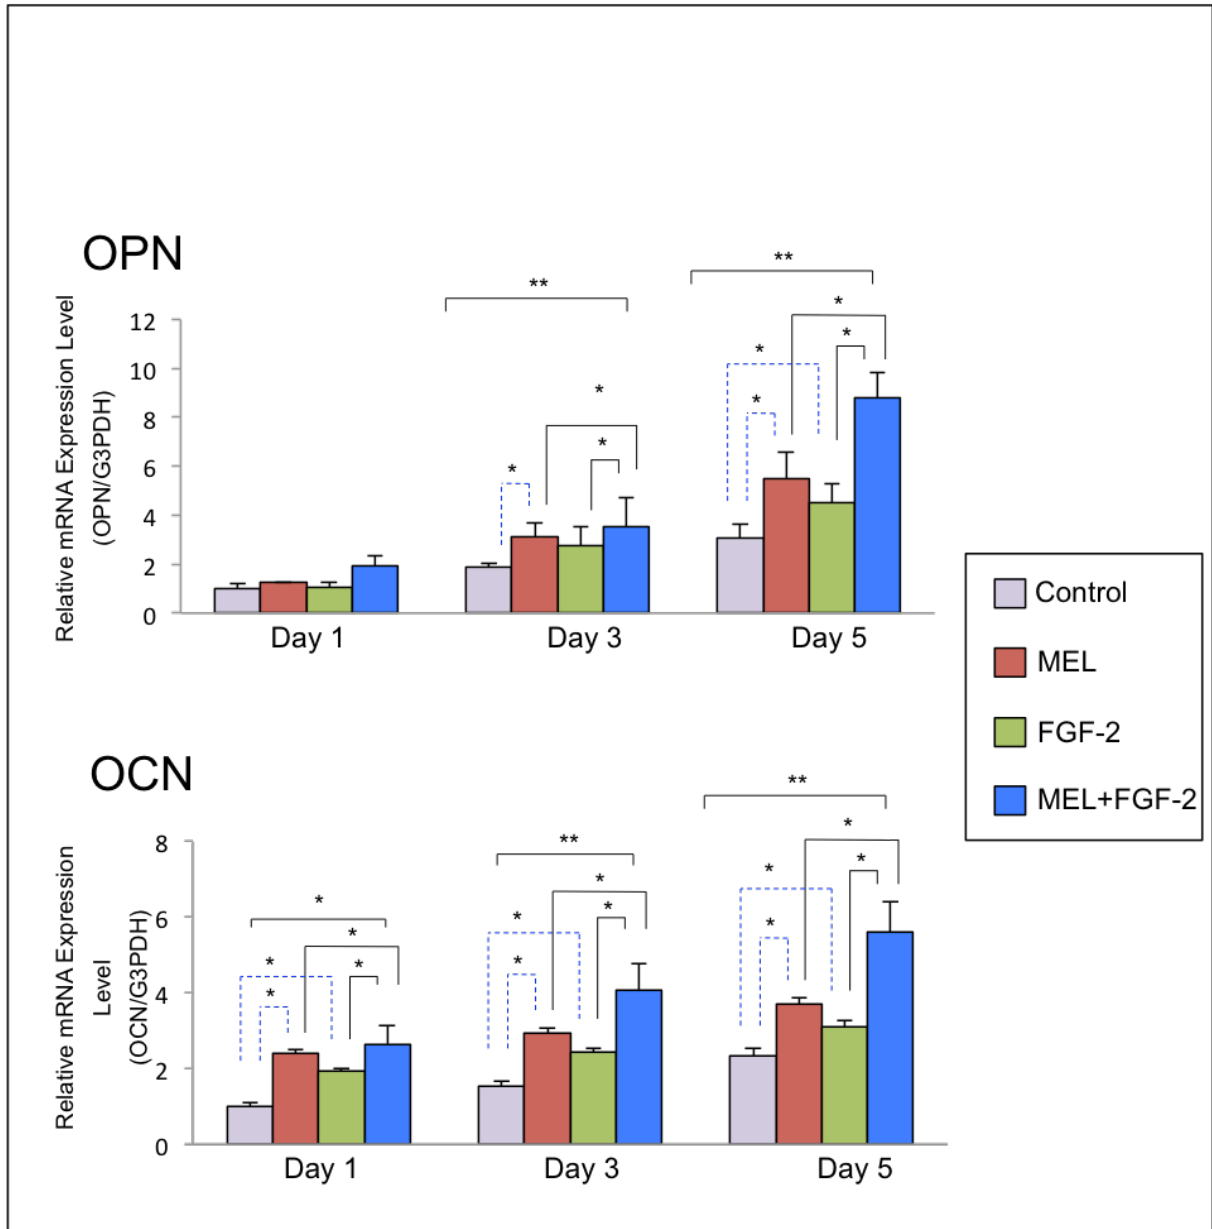 OPN
Relative mRNA Expression Level
(OPN/G3PDH)
12
10
8
6
4
2
0
**
*
*
*
**
*
*
*
*
Day 1
Day 3
Day 5
Control
MEL
FGF-2
MEL+FGF-2
OCN
Relative mRNA Expression
Level
(OCN/G3PDH)
8
6
4
2
0
*
*
*
*
*
**
*
*
*
*
**
*
*
*
*
Day 1
Day 3
Day 5